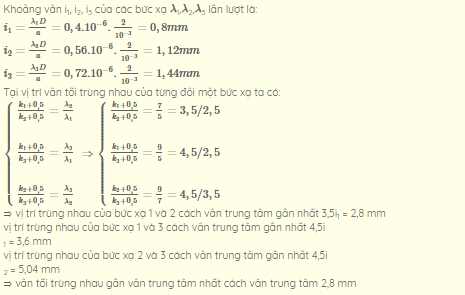 Khoảng vân i₁, i₂, i₃ của các bức xạ λ₁,λ₂,λ₃ lần lượt là:
i₁ = λ₁D/a = 0,4.10⁻⁶. 2/10⁻³ = 0,8mm
i₂ = λ₂D/a = 0,56.10⁻⁶. 2/10⁻³ = 1,12mm
i₃ = λ₃D/a = 0,72.10⁻⁶. 2/10⁻³ = 1,44mm
Tại vị trí vân tối trùng nhau của từng đôi một bức xạ ta có:
{ (k₁+0,5)/(k₂+0,5) = λ₂/λ₁ { (k₁+0,5)/(k₂+0,5) = 7/5 = 3,5/2,5
(k₁+0,5)/(k₃+0,5) = λ₃/λ₁ ⇒ (k₁+0,5)/(k₃+0,5) = 9/5 = 4,5/2,5
(k₂+0,5)/(k₃+0,5) = λ₃/λ₂ (k₂+0,5)/(k₃+0,5) = 9/7 = 4,5/3,5
⇒ vị trí trùng nhau của bức xạ 1 và 2 cách vân trung tâm gần nhất 3,5i₁ = 2,8 mm
vị trí trùng nhau của bức xạ 1 và 3 cách vân trung tâm gần nhất 4,5i
₁ = 3,6 mm
vị trí trùng nhau của bức xạ 2 và 3 cách vân trung tâm gần nhất 4,5i
₂ = 5,04 mm
⇒ vân tối trùng nhau gần vân trung tâm nhất cách vân trung tâm 2,8 mm